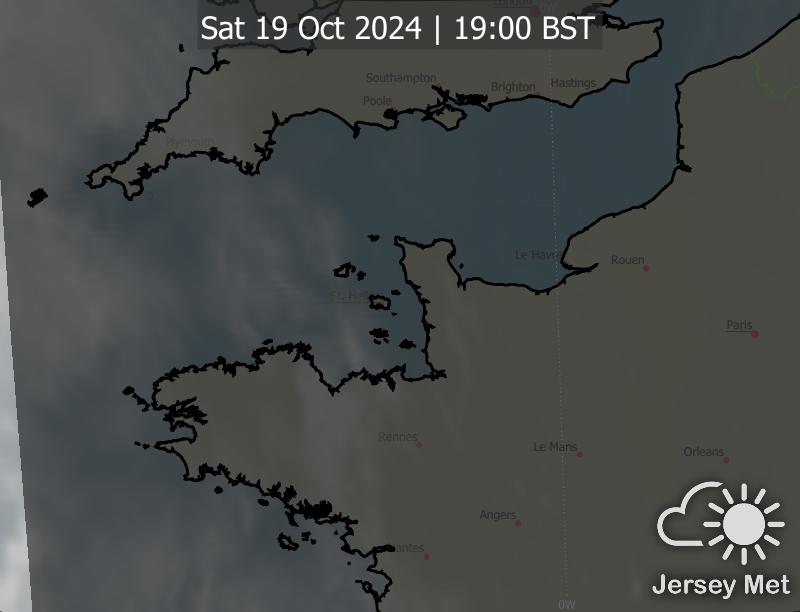 London
0W
Sat 19 Oct 2024 | 19:00 BST
Southampton
Brighton
Hastings
Poole
Plymouth
Le Havre
Rouen
St. Helier
Paris
Rennes
Le Mans
Orleans
Angers
Nantes
Jersey Met
0W